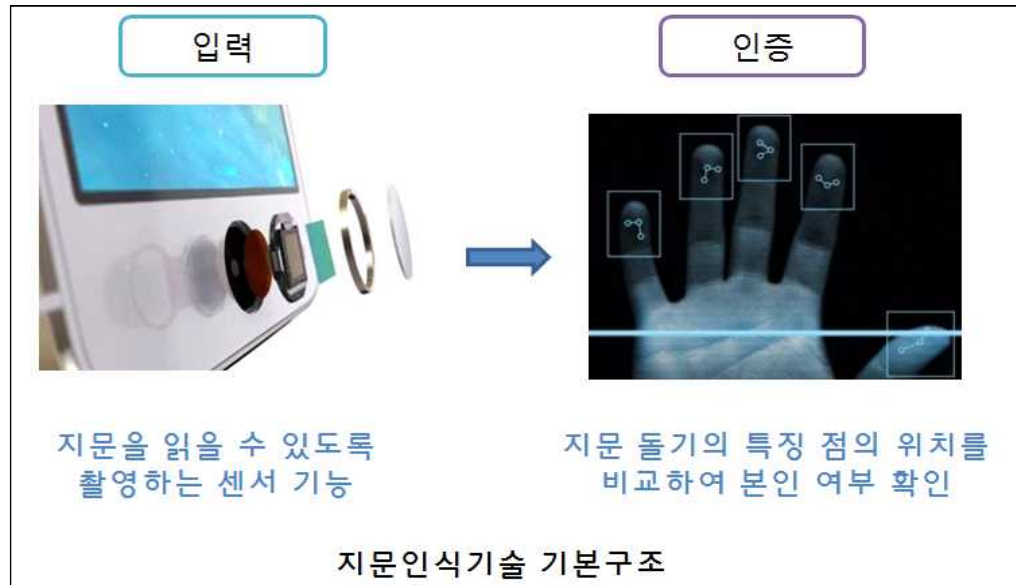 입력
인증
지문을 읽을 수 있도록
촬영하는 센서 기능
지문 돌기의 특징 점의 위치를
비교하여 본인 여부 확인
지문인식기술 기본구조